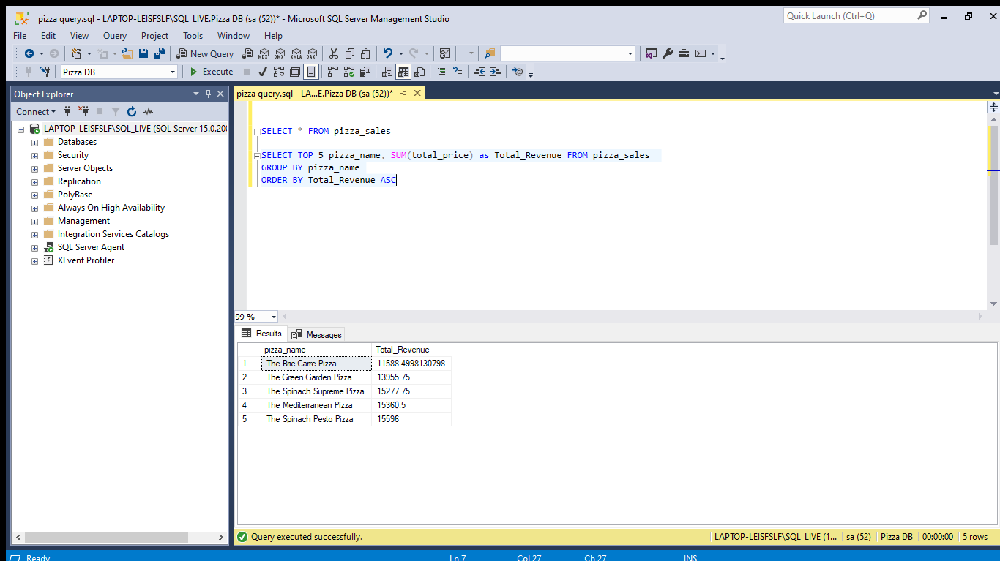 pizza query.sql - LAPTOP-LEISFSLF\SQL_LIVE.Pizza DB (sa (52))* - Microsoft SQL Server Management Studio
Quick Launch (Ctrl+Q)
File Edit View Query Project Tools Window Help
New Query MDX DMX XMLA DAX
Pizza DB Execute
Object Explorer
pizza query.sql - LA...E.Pizza DB (sa (52))*
Connect
LAPTOP-LEISFSLF\SQL_LIVE (SQL Server 15.0.200
Databases
Security
Server Objects
Replication
PolyBase
Always On High Availability
Management
Integration Services Catalogs
SQL Server Agent
XEvent Profiler
SELECT * FROM pizza_sales
SELECT TOP 5 pizza_name, SUM(total_price) as Total_Revenue FROM pizza_sales
GROUP BY pizza_name
ORDER BY Total_Revenue ASC
99 %
Results Messages
pizza_name Total_Revenue
1 The Brie Carre Pizza 11588.4998130798
2 The Green Garden Pizza 13955.75
3 The Spinach Supreme Pizza 15277.75
4 The Mediterranean Pizza 15360.5
5 The Spinach Pesto Pizza 15596
Query executed successfully. LAPTOP-LEISFSLF\SQL_LIVE (1... sa (52) Pizza DB 00:00:00 5 rows
Ready Ln 7 Col 27 Ch 27 INS